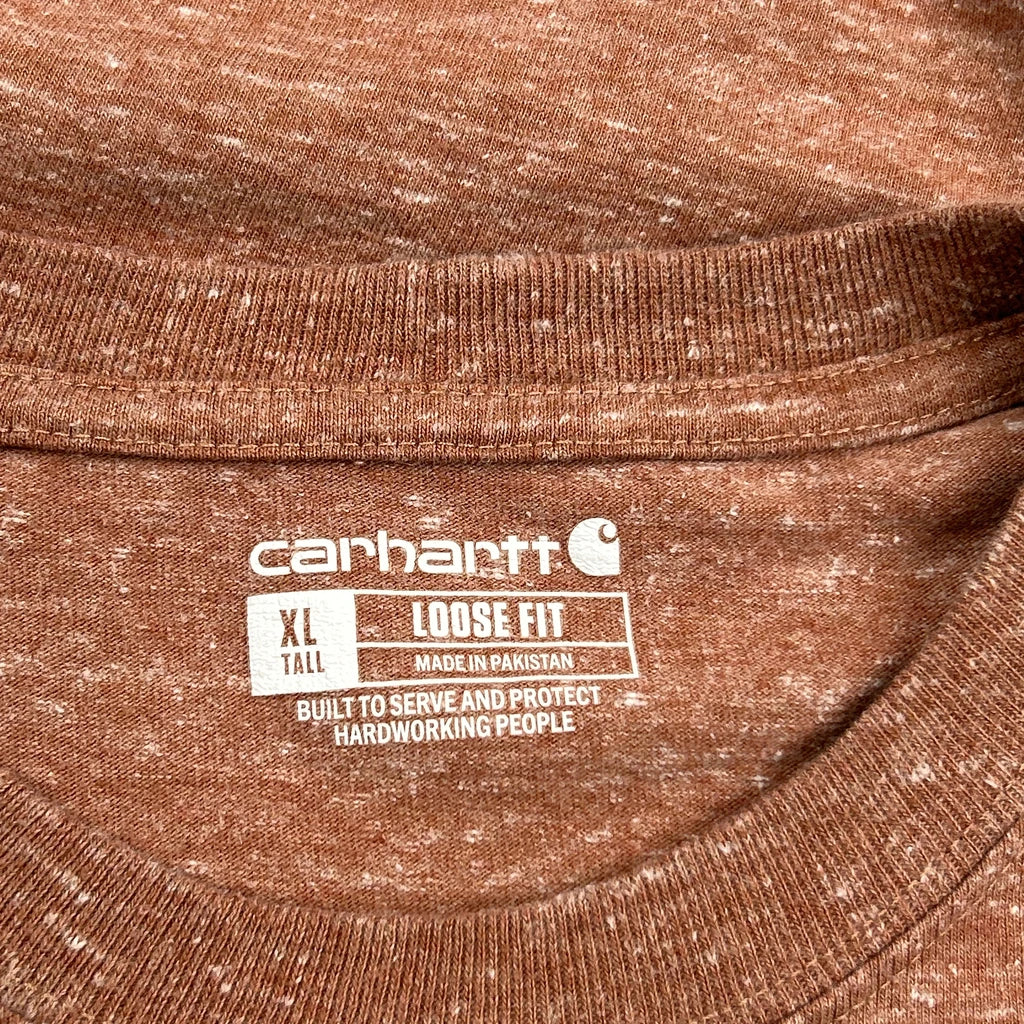 carhartt
XL
TALL
LOOSE FIT
MADE IN PAKISTAN
BUILT TO SERVE AND PROTECT
HARDWORKING PEOPLE